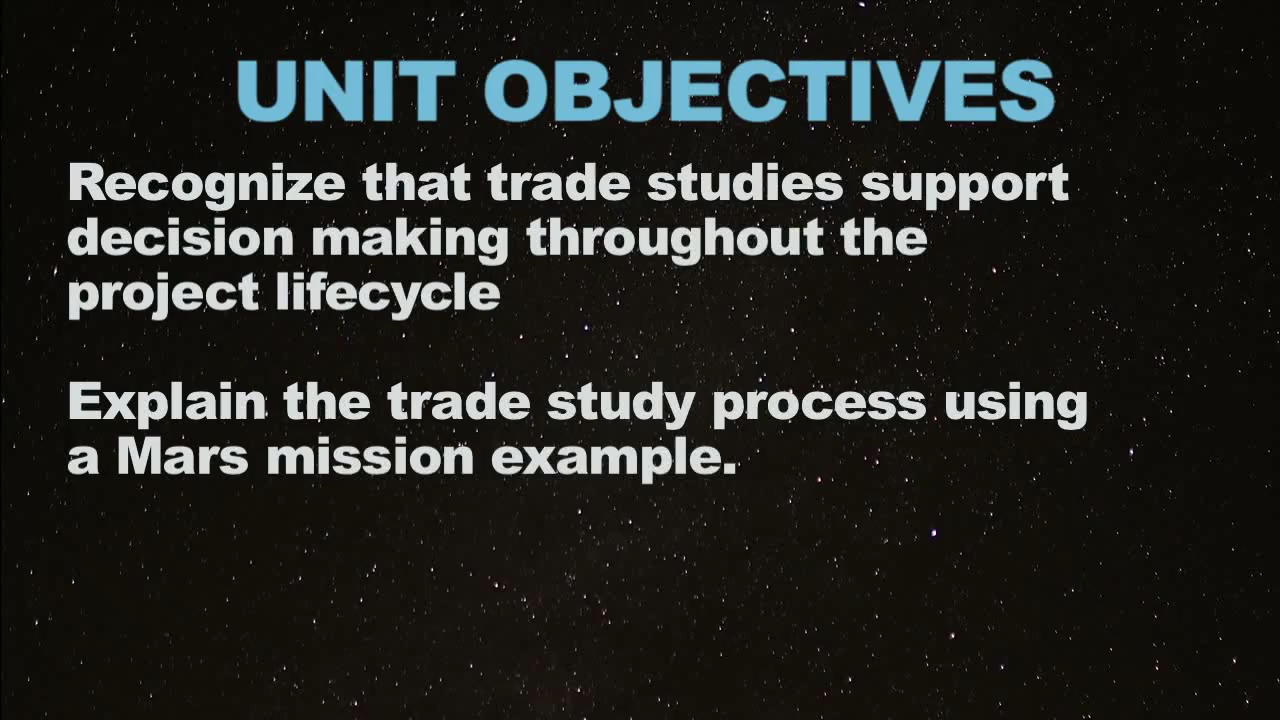 UNIT OBJECTIVES
Recognize that trade studies support
decision making throughout the
project lifecycle
Explain the trade study process using
a Mars mission example.